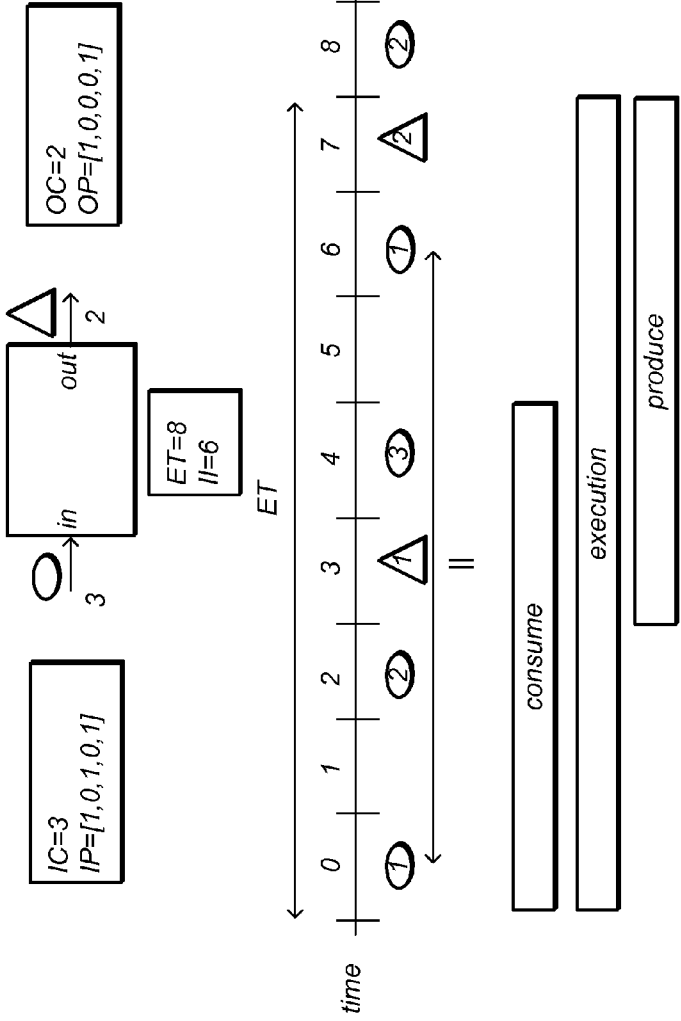 IC=3
IP=[1,0,1,0,1]
3
in
out
2
ET=8
II=6
OC=2
OP=[1,0,0,0,1]
ET
time
0 1 2 3 4 5 6 7 8
1 2 1 3 1 2 2
II
consume
execution
produce